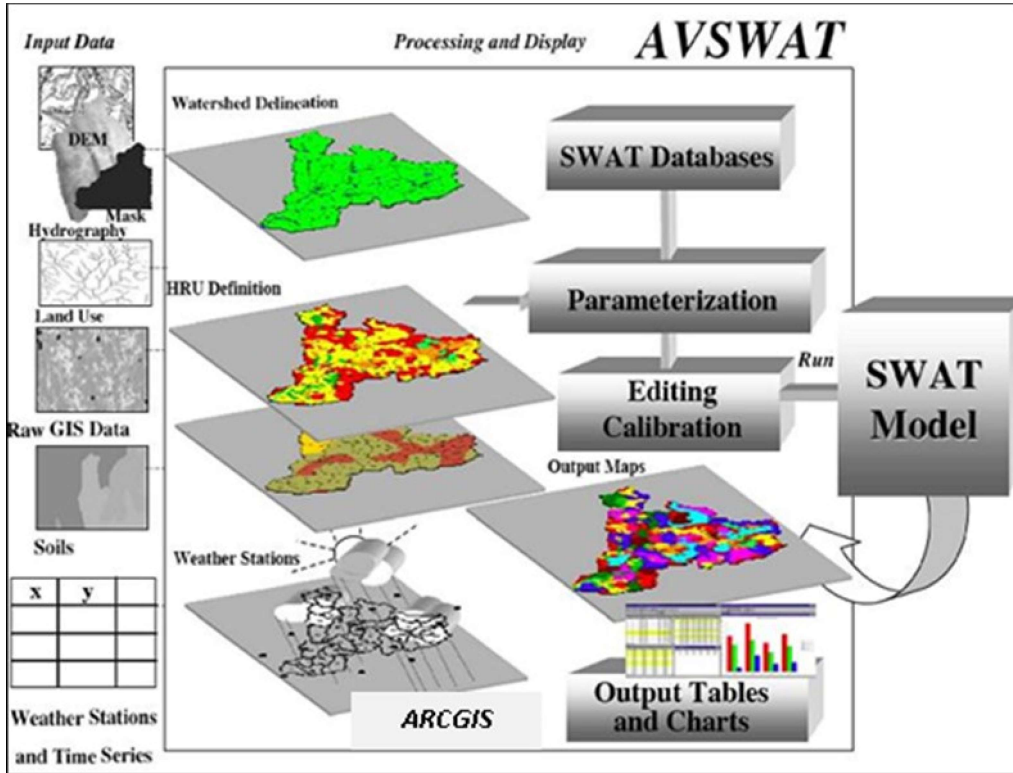 Input Data
Processing and Display
AVSWAT
DEM
Mask
Hydrography
Land Use
Raw GIS Data
Soils
x y
Weather Stations
and Time Series
Watershed Delineation
HRU Definition
Weather Stations
ARCGIS
SWAT Databases
Parameterization
Editing
Calibration
Run
SWAT
Model
Output Maps
Output Tables
and Charts